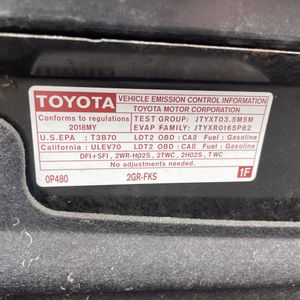 TOYOTA
VEHICLE EMISSION CONTROL INFORMATION
TOYOTA MOTOR CORPORATION
Conforms to regulations
2018MY
TEST GROUP: JTYXT03.5M5M
EVAP FAMILY: JTYXR0165P82
U.S.EPA : T3B70 LDT2 OBD : CAII Fuel : Gasoline
California : ULEV70 LDT2 OBD : CAII Fuel : Gasoline
DFI+SFI, 2WR-HO2S, 2TWC, 2HO2S, TWC
No adjustments needed.
0P480 2GR-FKS 1F